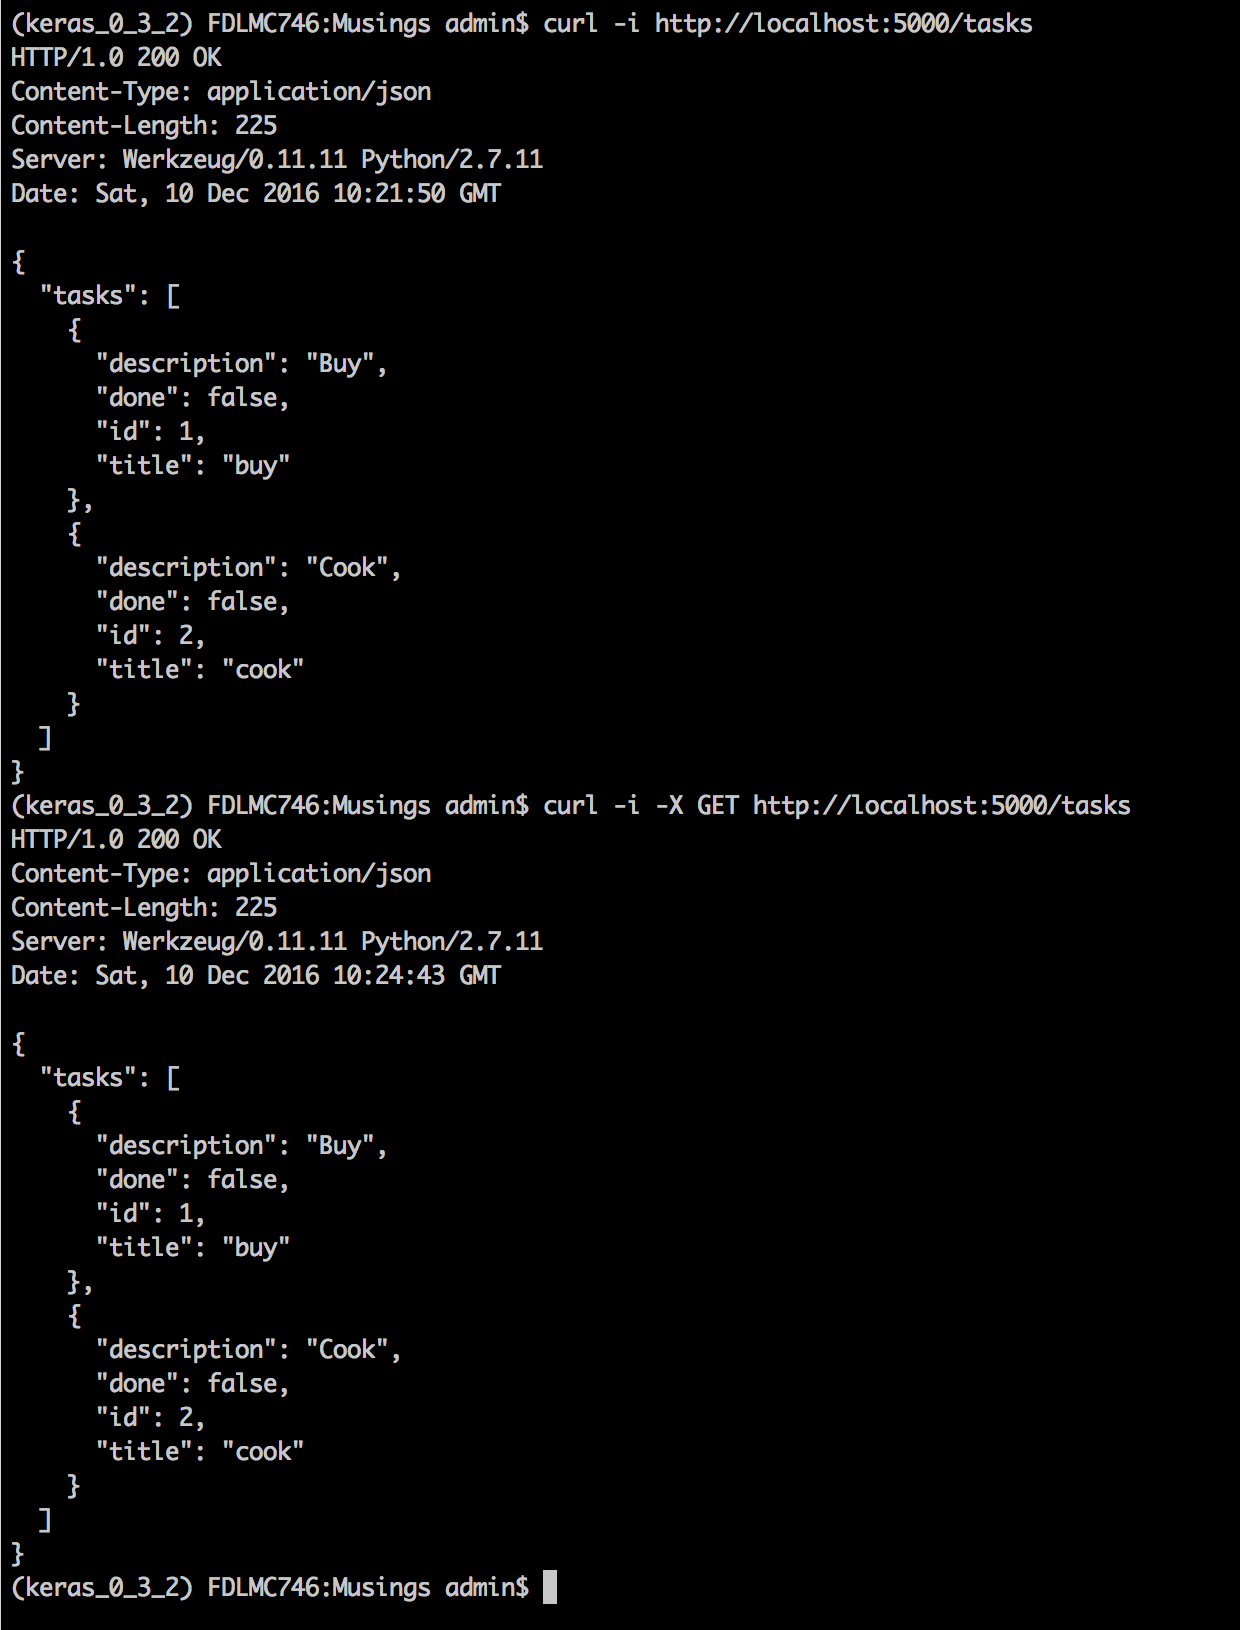 (keras_0_3_2) FDLMC746:Musings admin$ curl -i http://localhost:5000/tasks
HTTP/1.0 200 OK
Content-Type: application/json
Content-Length: 225
Server: Werkzeug/0.11.11 Python/2.7.11
Date: Sat, 10 Dec 2016 10:21:50 GMT

{
  "tasks": [
    {
      "description": "Buy",
      "done": false,
      "id": 1,
      "title": "buy"
    },
    {
      "description": "Cook",
      "done": false,
      "id": 2,
      "title": "cook"
    }
  ]
}
(keras_0_3_2) FDLMC746:Musings admin$ curl -i -X GET http://localhost:5000/tasks
HTTP/1.0 200 OK
Content-Type: application/json
Content-Length: 225
Server: Werkzeug/0.11.11 Python/2.7.11
Date: Sat, 10 Dec 2016 10:24:43 GMT

{
  "tasks": [
    {
      "description": "Buy",
      "done": false,
      "id": 1,
      "title": "buy"
    },
    {
      "description": "Cook",
      "done": false,
      "id": 2,
      "title": "cook"
    }
  ]
}
(keras_0_3_2) FDLMC746:Musings admin$